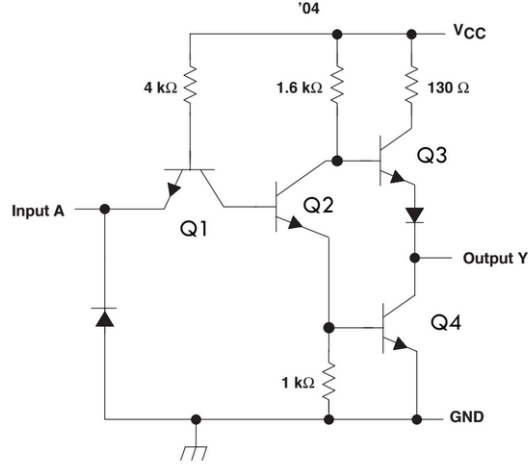 '04
VCC
4 kΩ
1.6 kΩ
130 Ω
Q3
Input A
Q1
Q2
Output Y
Q4
1 kΩ
GND